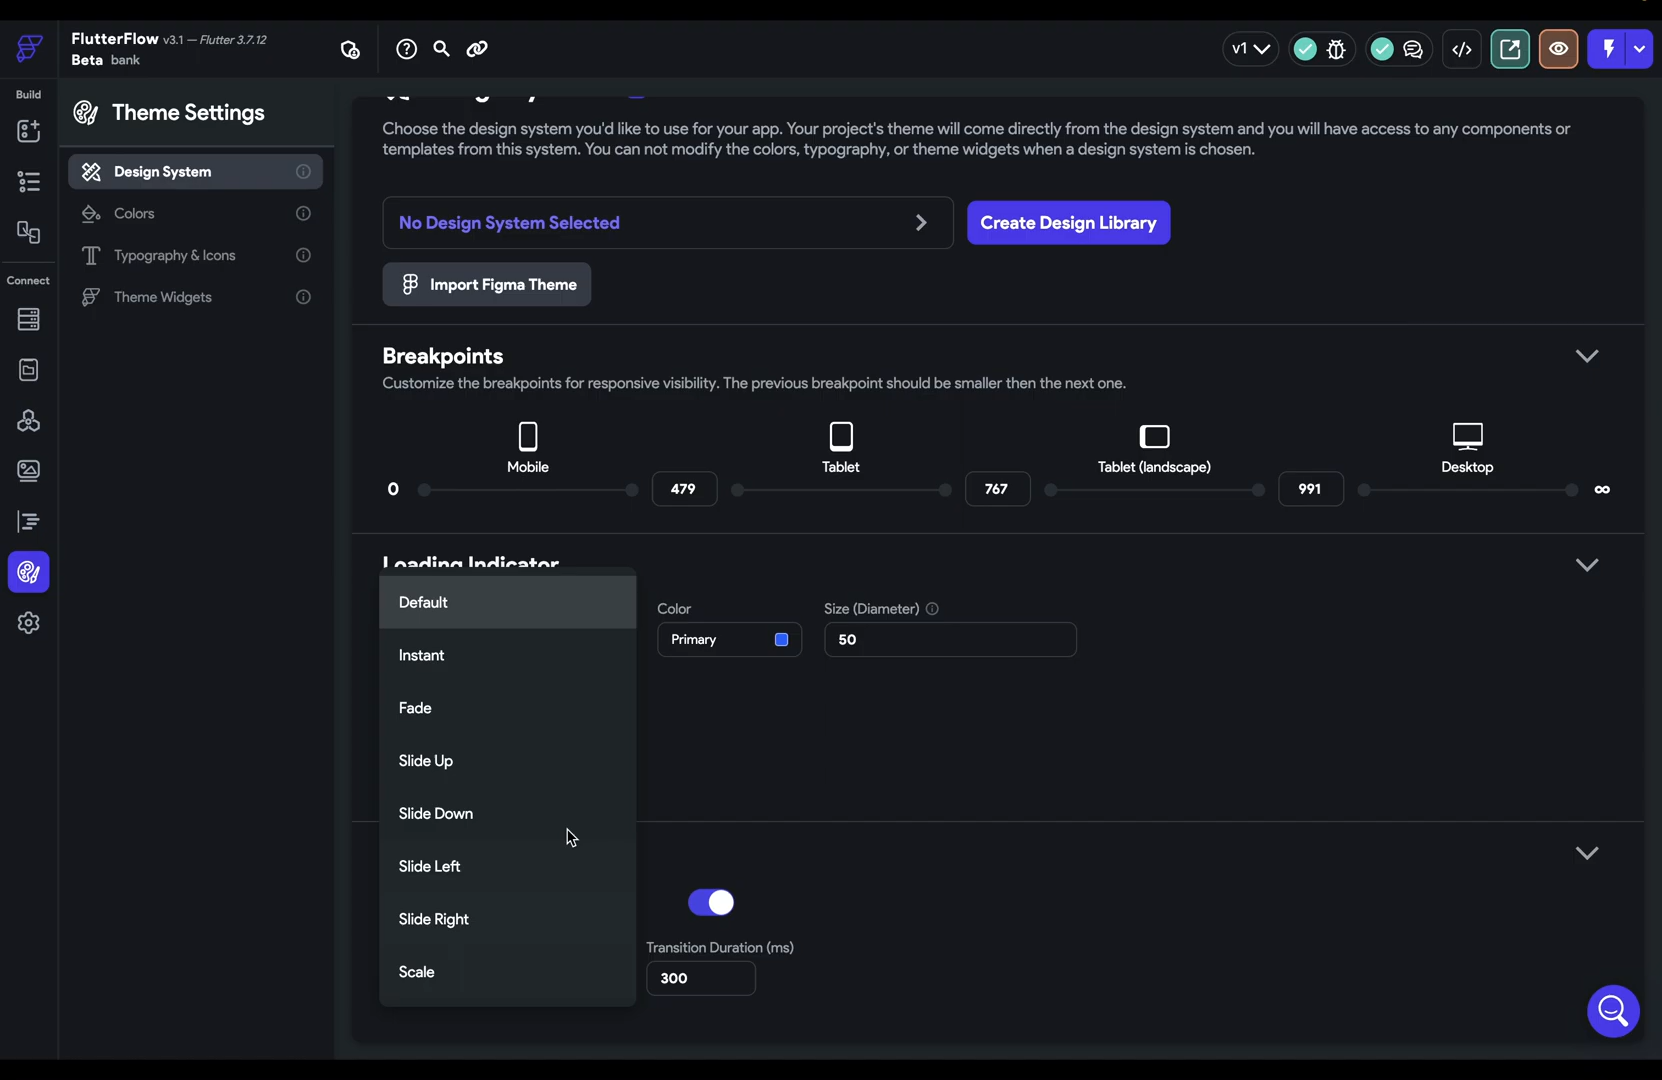 FlutterFlow v3.1 — Flutter 3.7.12
Beta bank
v1
Build
Connect
Theme Settings
Design System
Colors
Typography & Icons
Theme Widgets
Choose the design system you'd like to use for your app. Your project's theme will come directly from the design system and you will have access to any components or
templates from this system. You can not modify the colors, typography, or theme widgets when a design system is chosen.
No Design System Selected
Create Design Library
Import Figma Theme
Breakpoints
Customize the breakpoints for responsive visibility. The previous breakpoint should be smaller then the next one.
Mobile
Tablet
Tablet (landscape)
Desktop
0
479
767
991
∞
Loading Indicator
Color
Size (Diameter)
Primary
50
Default
Instant
Fade
Slide Up
Slide Down
Slide Left
Slide Right
Scale
Transition Duration (ms)
300